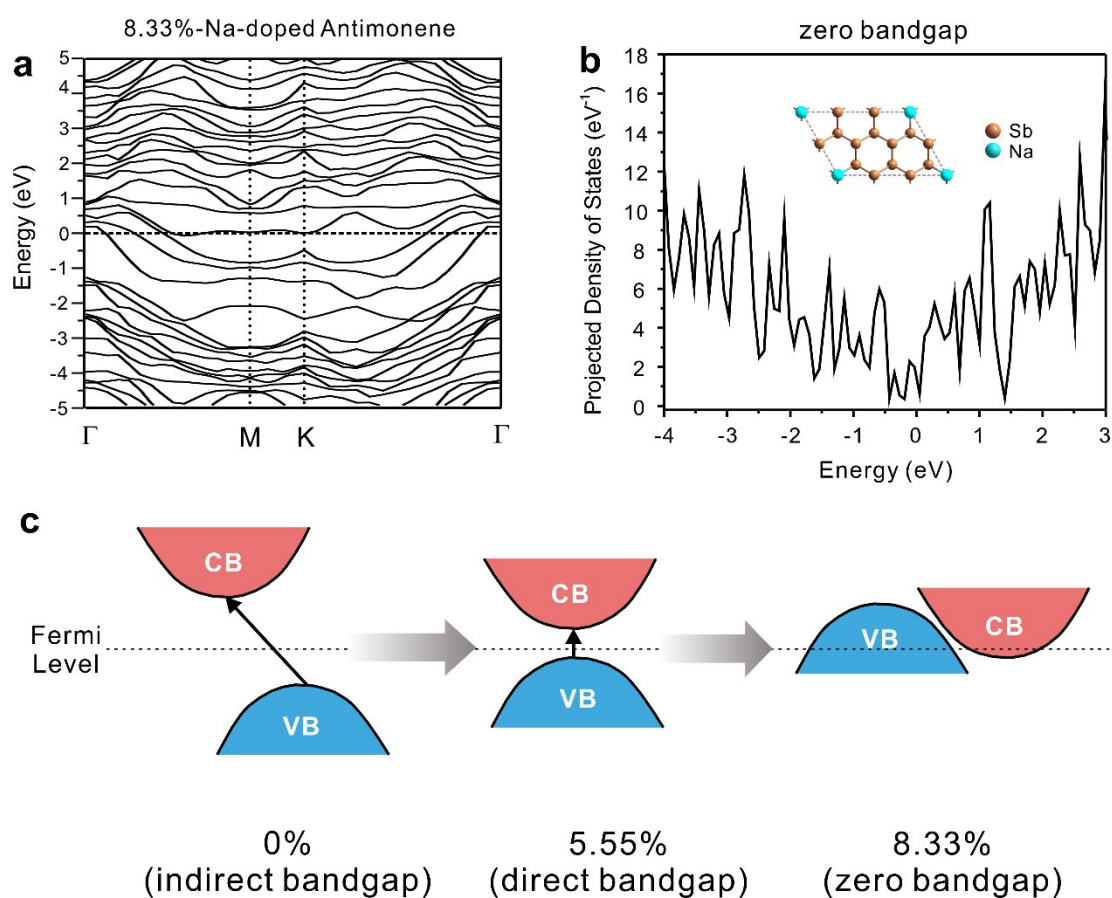 8.33%-Na-doped Antimonene
a
Energy (eV)
5
4
3
2
1
0
-1
-2
-3
-4
-5
Γ
M
K
Γ
zero bandgap
b
Projected Density of States (eV⁻¹)
18
16
14
12
10
8
6
4
2
0
Sb
Na
-4
-3
-2
-1
0
1
2
3
Energy (eV)
c
Fermi
Level
CB
VB
CB
VB
VB
CB
0%
(indirect bandgap)
5.55%
(direct bandgap)
8.33%
(zero bandgap)